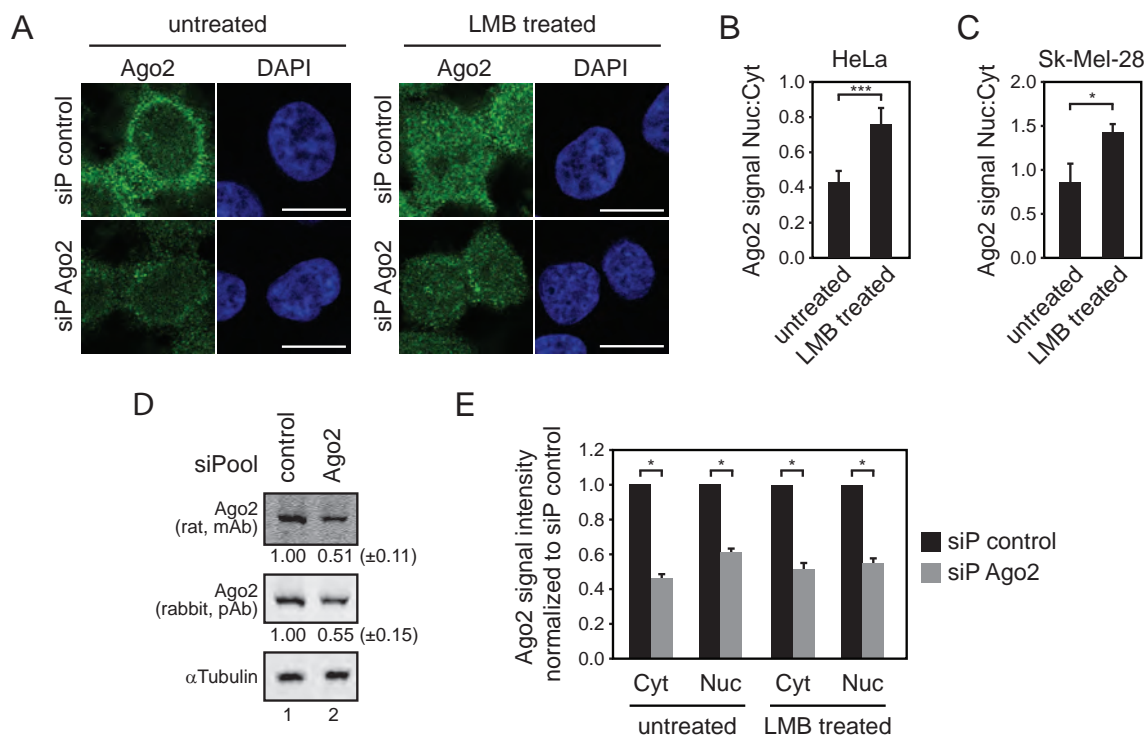 A
untreated
LMB treated
Ago2
DAPI
Ago2
DAPI
siP control
siP Ago2
siP control
siP Ago2
B
HeLa
Ago2 signal Nuc:Cyt
1.0
0.8
0.6
0.4
0.2
0
***
untreated
LMB treated
C
Sk-Mel-28
Ago2 signal Nuc:Cyt
2.0
1.5
1.0
0.5
0.0
*
untreated
LMB treated
D
siPool
control
Ago2
Ago2
(rat, mAb)
1.00 0.51 (±0.11)
Ago2
(rabbit, pAb)
1.00 0.55 (±0.15)
αTubulin
1 2
E
Ago2 signal intensity
normalized to siP control
1.2
1.0
0.8
0.6
0.4
0.2
0.0
* * * *
Cyt Nuc Cyt Nuc
untreated LMB treated
siP control
siP Ago2